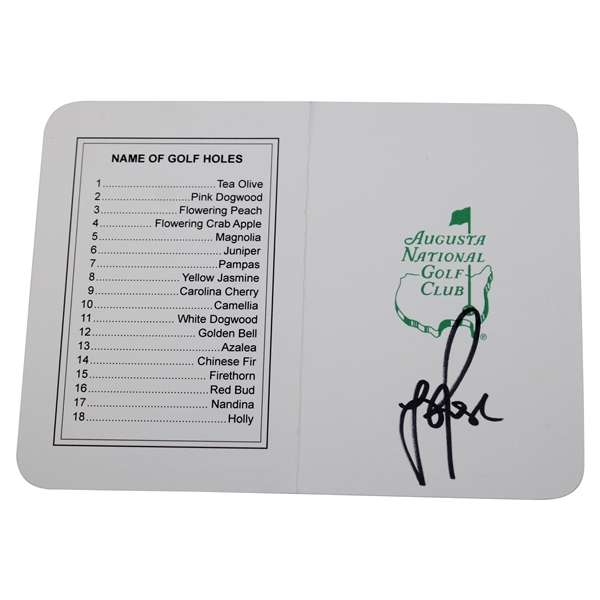 NAME OF GOLF HOLES
1..............................Tea Olive
2......................Pink Dogwood
3...................Flowering Peach
4............Flowering Crab Apple
5..............................Magnolia
6................................Juniper
7...............................Pampas
8....................Yellow Jasmine
9...................Carolina Cherry
10............................Camellia
11..................White Dogwood
12........................Golden Bell
13...............................Azalea
14........................Chinese Fir
15.............................Firethorn
16............................Red Bud
17.............................Nandina
18..................................Holly
AUGUSTA
NATIONAL
GOLF
CLUB
®